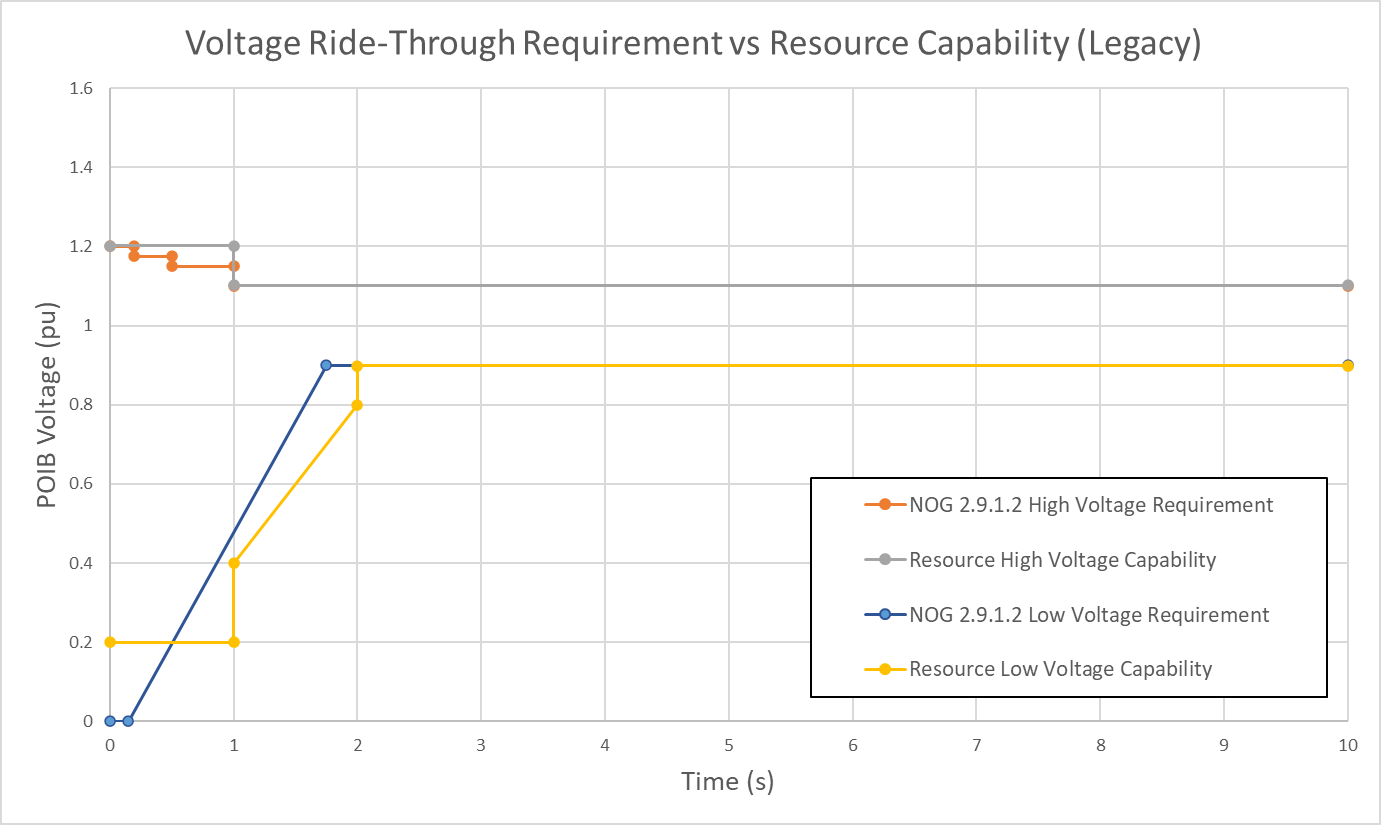 Voltage Ride-Through Requirement vs Resource Capability (Legacy)
1.6
1.4
1.2
1
0.8
0.6
0.4
0.2
0
POIB Voltage (pu)
NOG 2.9.1.2 High Voltage Requirement
Resource High Voltage Capability
NOG 2.9.1.2 Low Voltage Requirement
Resource Low Voltage Capability
0 1 2 3 4 5 6 7 8 9 10
Time (s)